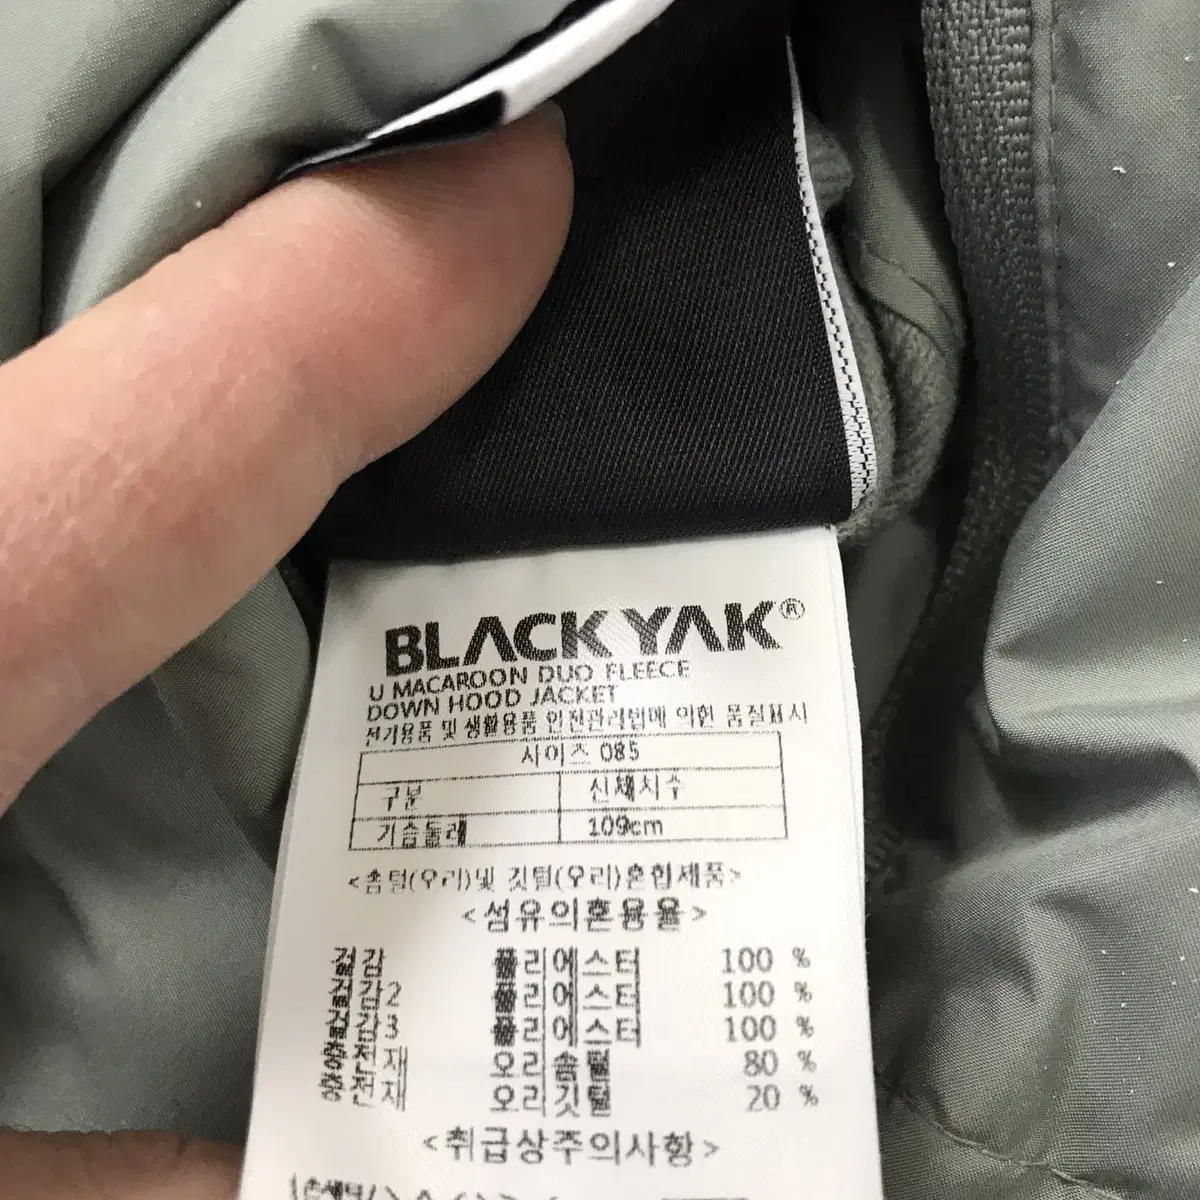 BLACKYAK®
U MACAROON DUO FLEECE
DOWN HOOD JACKET
전기용품 및 생활용품 안전관리법에 의한 품질표시
사이즈 085
구분 신체치수
가슴둘레 109cm
<솜털(오리)및 깃털(오리)혼합제품>
<섬유의혼용율>
겉감 폴리에스터 100 %
겉감2 폴리에스터 100 %
겉감3 폴리에스터 100 %
충전재 오리솜털 80 %
충전재 오리깃털 20 %
<취급상주의사항>